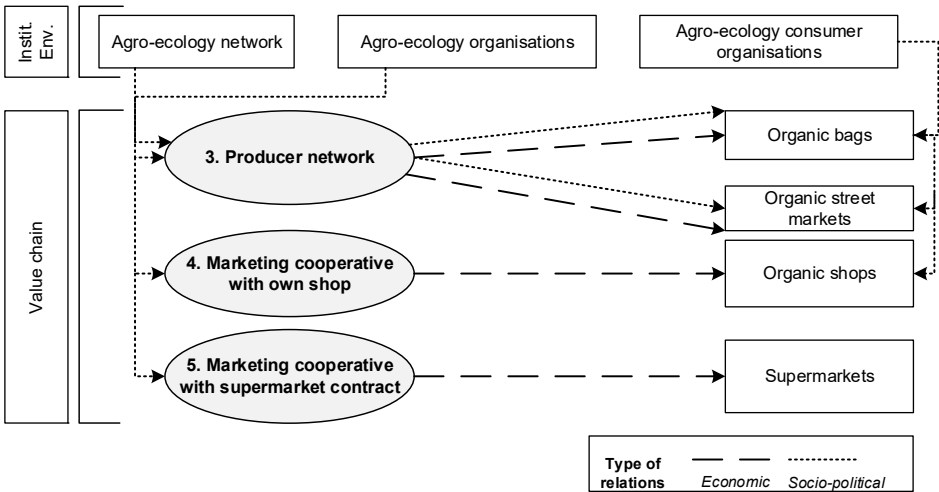 Instit.
Env.
Agro-ecology network
Agro-ecology organisations
Agro-ecology consumer
organisations
Value chain
3. Producer network
Organic bags
Organic street
markets
4. Marketing cooperative
with own shop
Organic shops
5. Marketing cooperative
with supermarket contract
Supermarkets
Type of
relations
Economic
Socio-political